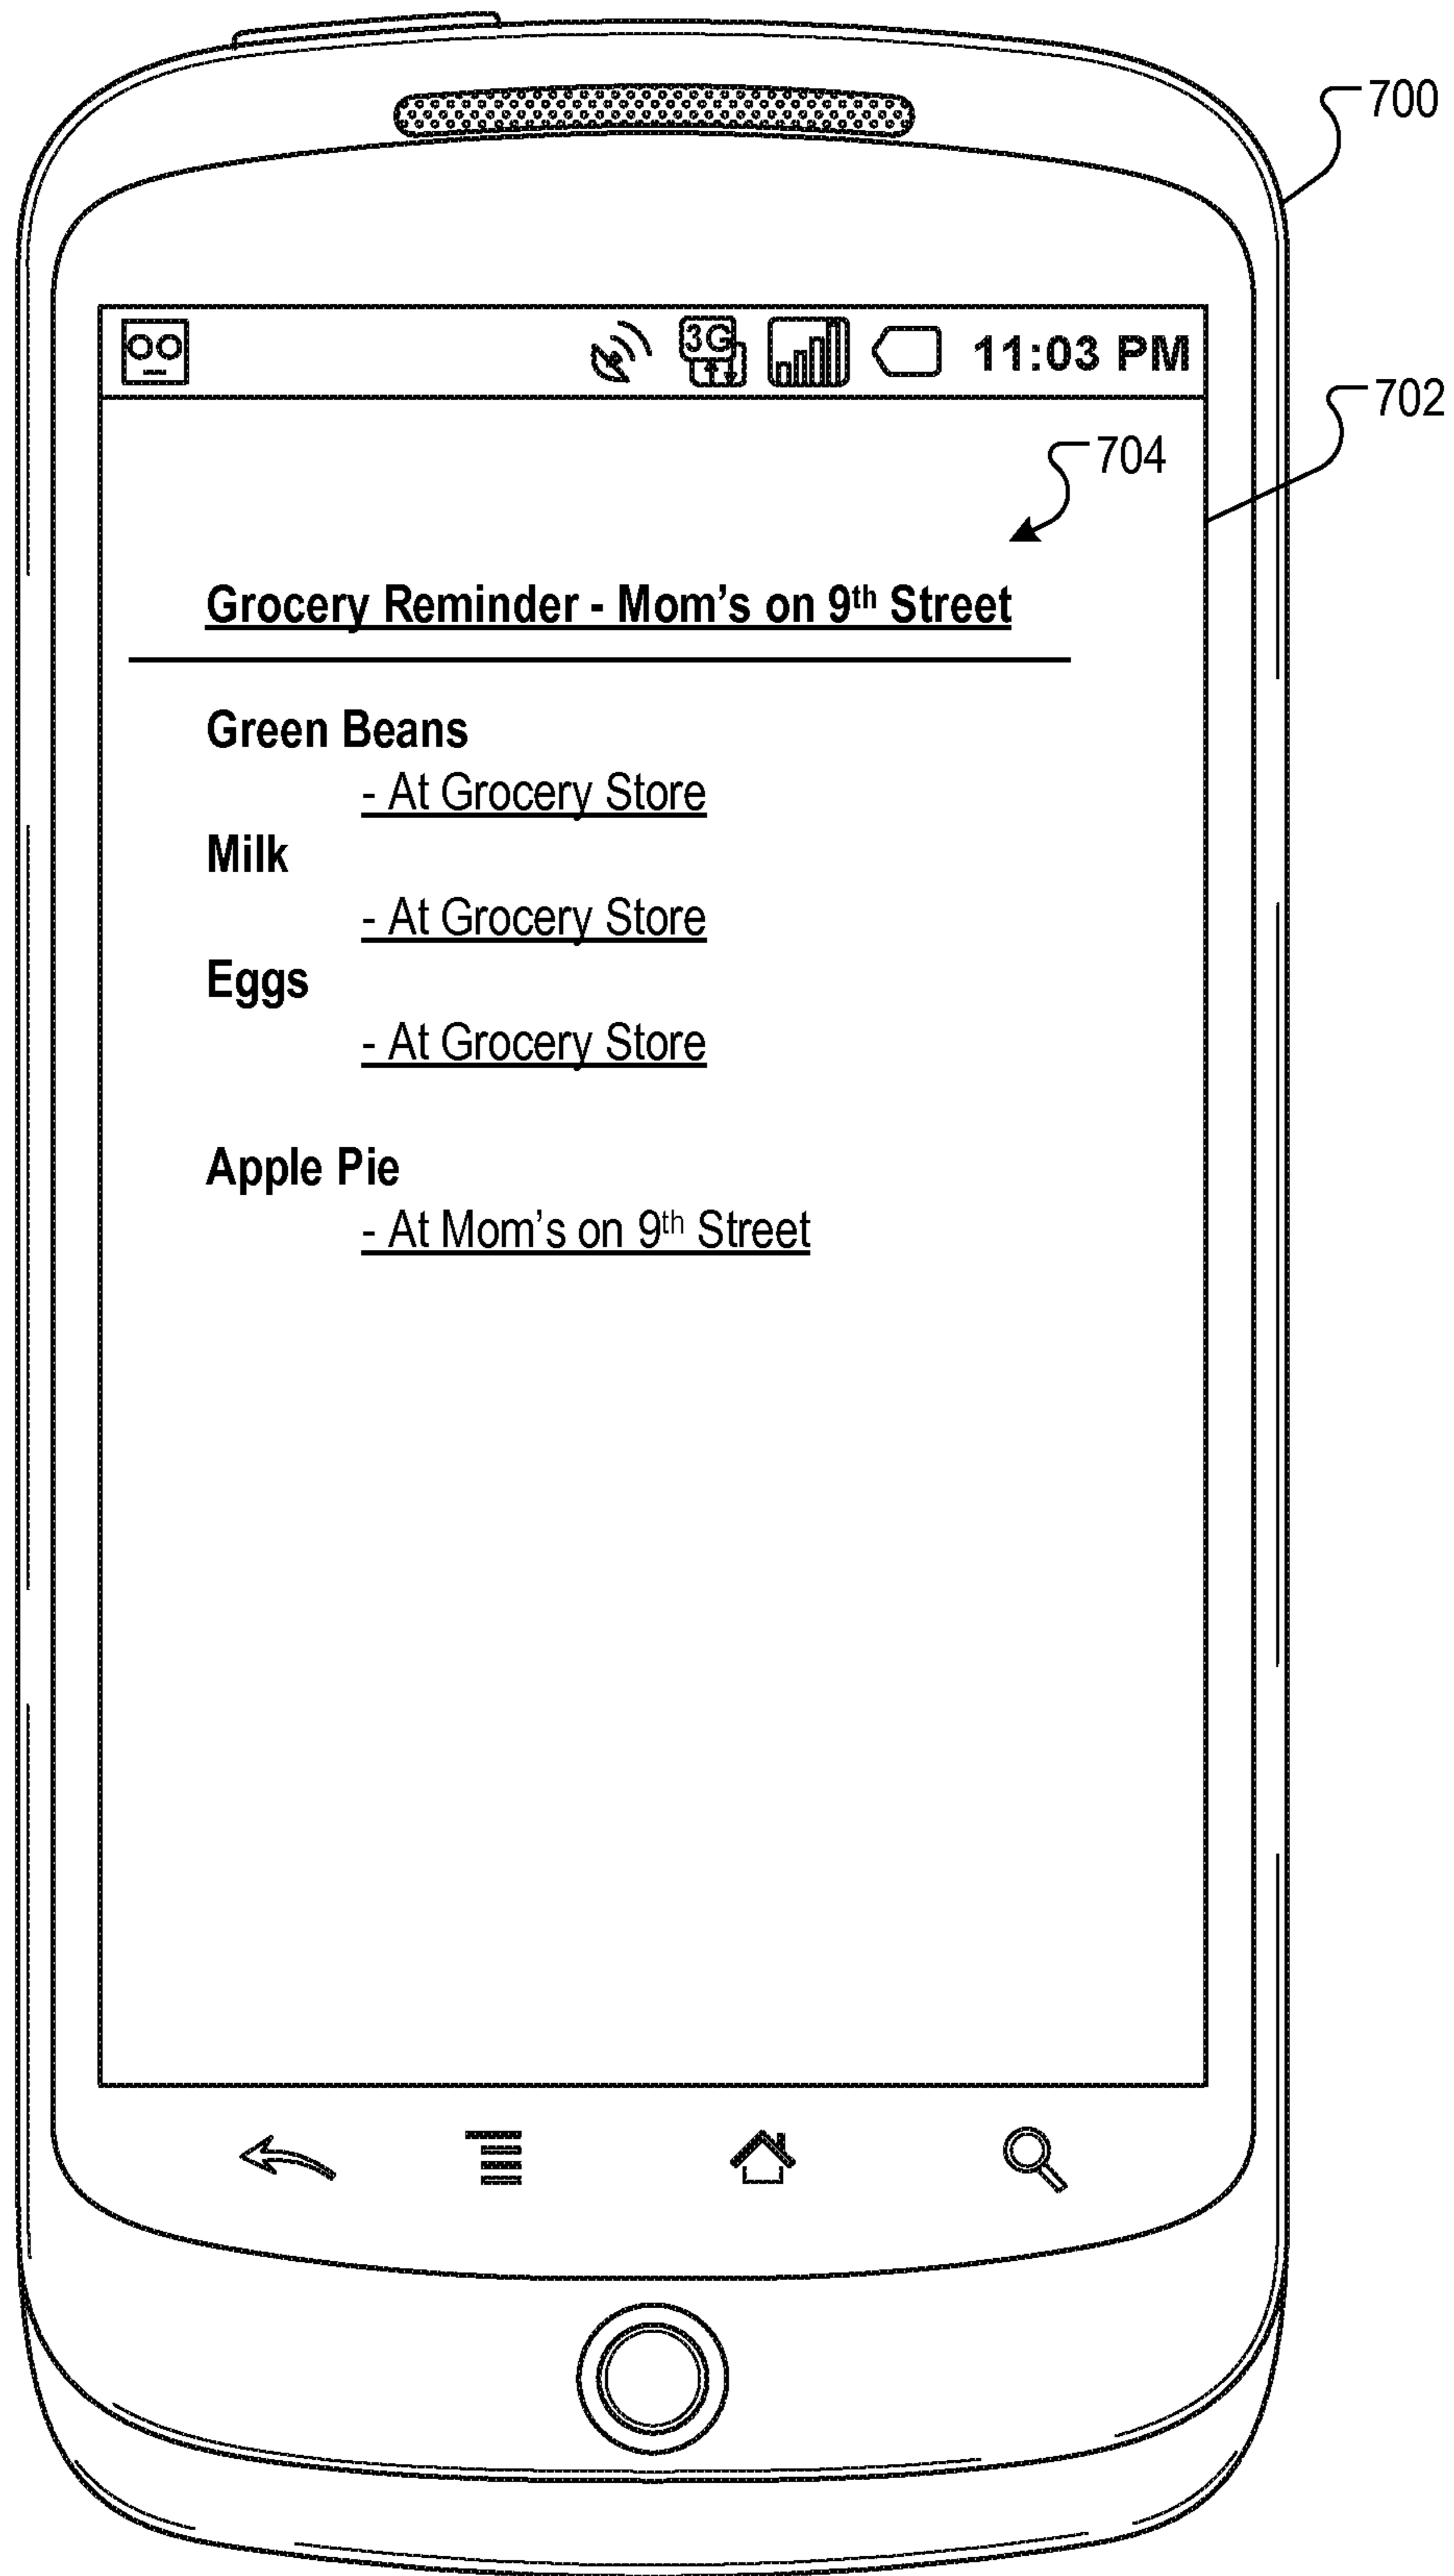 700
3G 11:03 PM
702
704
Grocery Reminder - Mom's on 9th Street
Green Beans
- At Grocery Store
Milk
- At Grocery Store
Eggs
- At Grocery Store
Apple Pie
- At Mom's on 9th Street